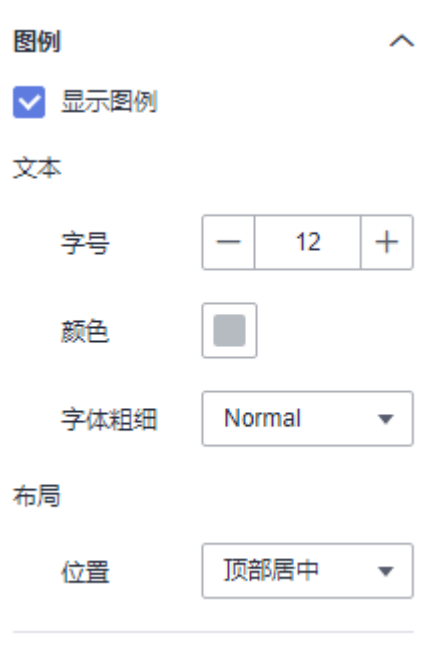 图例
显示图例
文本
字号 12
颜色
字体粗细 Normal
布局
位置 顶部居中